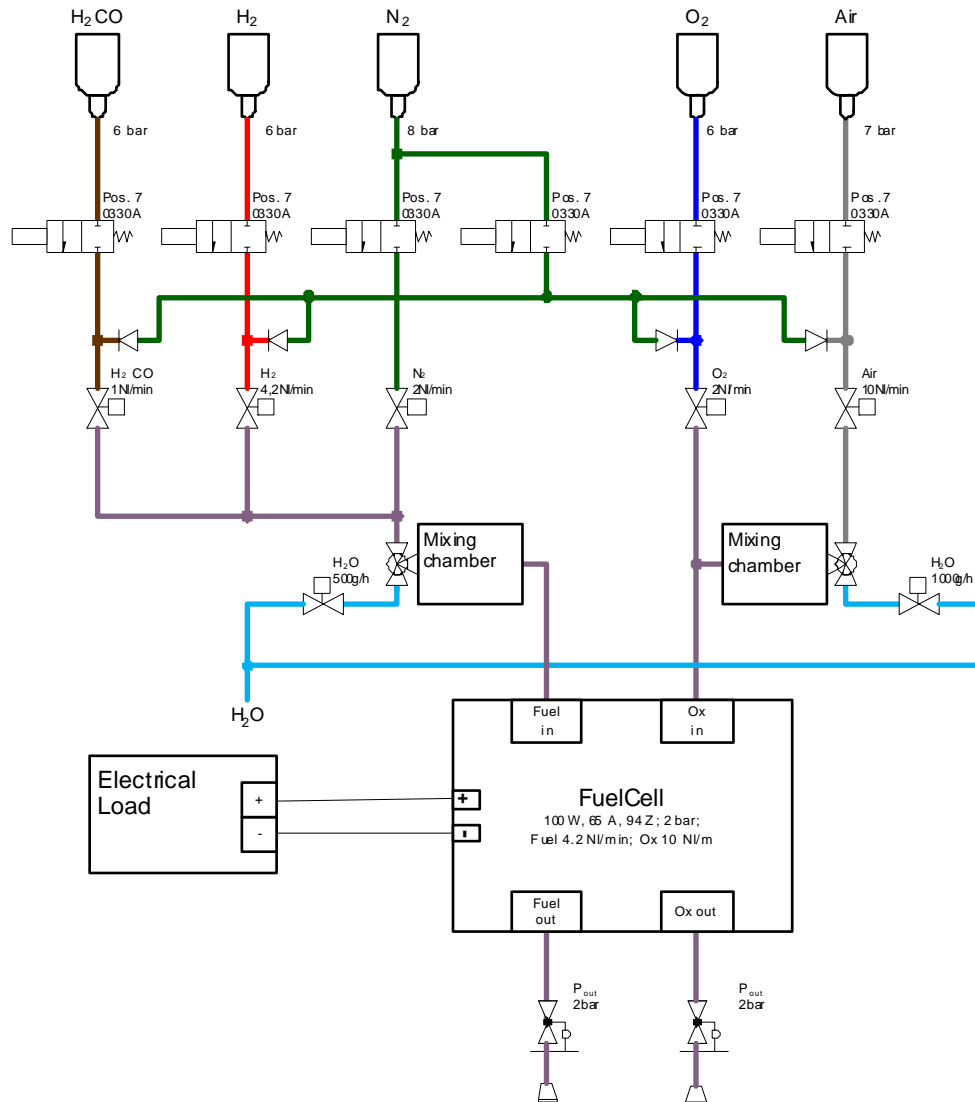 H2 CO
H2
N2
O2
Air
6 bar
6 bar
8 bar
6 bar
7 bar
Pos. 7
0330A
Pos. 7
0330A
Pos. 7
0330A
Pos. 7
0330A
Pos. 7
0330A
Pos. 7
0330A
H2 CO
1Nl/min
H2
4,2Nl/min
N2
2Nl/min
O2
2Nl/min
Air
10Nl/min
Mixing
chamber
Mixing
chamber
H2O
500g/h
H2O
1000g/h
H2O
Fuel
in
Ox
in
Electrical
Load
+
-
+
-
FuelCell
100 W, 65 A, 94 Z; 2 bar;
Fuel 4.2 Nl/min; Ox 10 Nl/m
Fuel
out
Ox out
Pout
2bar
Pout
2bar